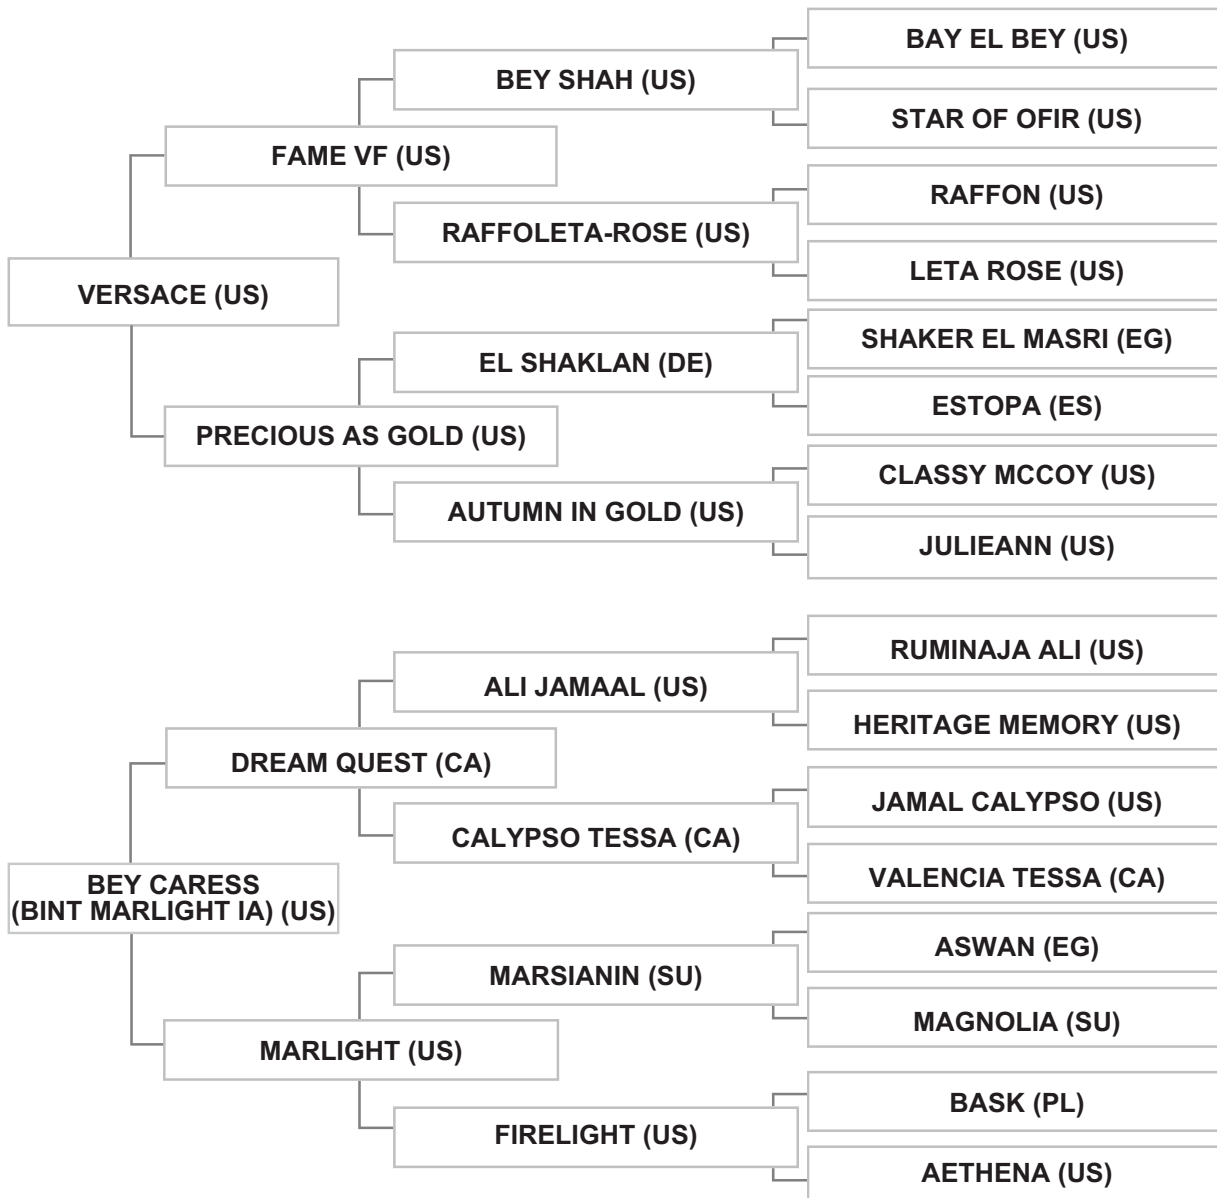 BAY EL BEY (US)
BEY SHAH (US)
STAR OF OFIR (US)
FAME VF (US)
RAFFON (US)
RAFFOLETA-ROSE (US)
LETA ROSE (US)
VERSACE (US)
SHAKER EL MASRI (EG)
EL SHAKLAN (DE)
ESTOPA (ES)
PRECIOUS AS GOLD (US)
CLASSY MCCOY (US)
AUTUMN IN GOLD (US)
JULIEANN (US)
RUMINAJA ALI (US)
ALI JAMAAL (US)
HERITAGE MEMORY (US)
DREAM QUEST (CA)
JAMAL CALYPSO (US)
CALYPSO TESSA (CA)
VALENCIA TESSA (CA)
BEY CARESS
(BINT MARLIGHT IA) (US)
ASWAN (EG)
MARSIANIN (SU)
MAGNOLIA (SU)
MARLIGHT (US)
BASK (PL)
FIRELIGHT (US)
AETHENA (US)